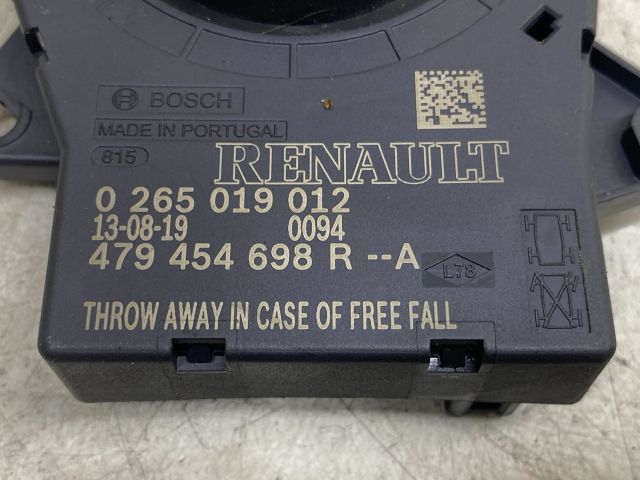 BOSCH
MADE IN PORTUGAL
815
RENAULT
0 265 019 012
13-08-19 0094
479 454 698 R --A
L78
THROW AWAY IN CASE OF FREE FALL